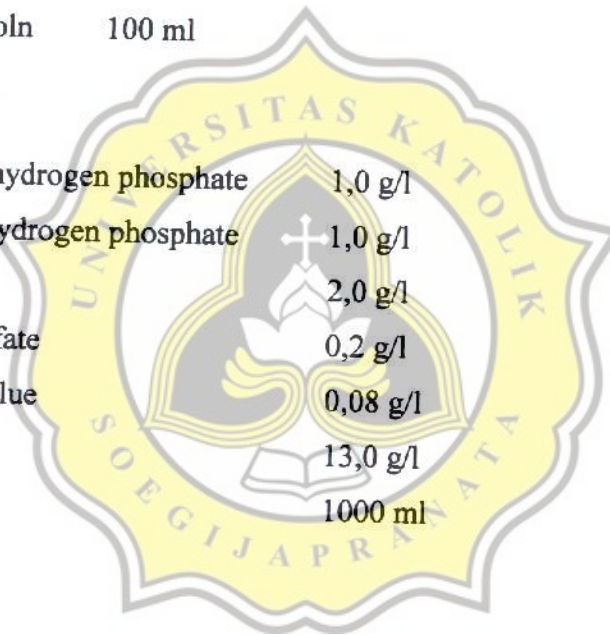 oln 100 ml
UNIVERSITAS KATOLIK
hydrogen phosphate 1,0 g/l
ydrogen phosphate 1,0 g/l
2,0 g/l
fate 0,2 g/l
lue 0,08 g/l
13,0 g/l
1000 ml
SOEGIJAPRANATA